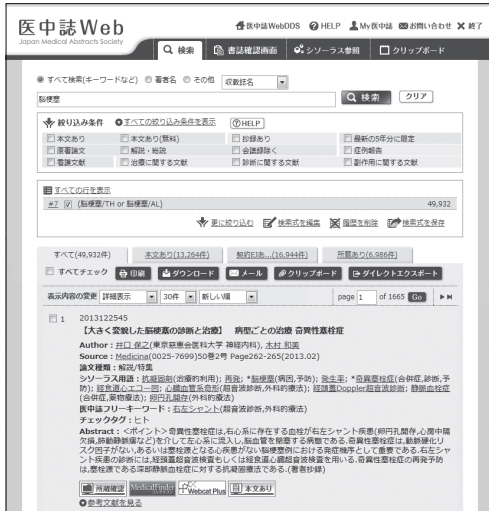 医中誌Web
Japan Medical Abstracts Society
医中誌WebDDS HELP My医中誌 お問い合わせ 終了
検索 書誌確認画面 シソーラス参照 クリップボード
すべて検索(キーワードなど) 著者名 その他 収載誌名
脳梗塞 検索 クリア
絞り込み条件 すべての絞り込み条件を表示 HELP
本文あり 本文あり(無料) 抄録あり 最新の5年分に限定
原著論文 解説・総説 会議録除く 症例報告
看護文献 治療に関する文献 診断に関する文献 副作用に関する文献
すべての行を表示
#7 (脳梗塞/TH or 脳梗塞/AL) 49,932
更に絞り込む 検索式を編集 履歴を削除 検索式を保存
すべて(49,932件) 本文あり(13,264件) 契約EJあ...(16,944件) 所蔵あり(6,986件)
すべてチェック 印刷 ダウンロード メール クリップボード ダイレクトエクスポート
表示内容の変更 詳細表示 30件 新しい順 page 1 of 1665 Go
1 2013122545
【大きく変貌した脳梗塞の診断と治療】 病型ごとの治療 奇異性塞栓症
Author：井口 保之(東京慈恵会医科大学 神経内科), 木村 和美
Source：Medicina(0025-7699)50巻2号 Page262-265(2013.02)
論文種類：解説/特集
シソーラス用語：抗凝固剤(治療的利用); 再発; *脳梗塞(病因,予防); 発生率; *奇異性塞栓症(合併症,診断,予
防); 経食道心エコー図; 心臓血管系奇形(超音波診断,外科的療法); 経頭蓋Doppler超音波診断; 静脈血栓症
(合併症,薬物療法); 卵円孔開存(外科的療法)
医中誌フリーキーワード：右左シャント(超音波診断,外科的療法)
チェックタグ：ヒト
Abstract：<ポイント>奇異性塞栓症は,右心系に存在する血栓が右左シャント疾患(卵円孔開存,心房中隔
欠損,肺動静脈瘻など)を介して左心系に流入し,脳血管を閉塞する病態である.奇異性塞栓症は,動脈硬化リ
スク因子がない,あるいは塞栓源となる心疾患がない脳梗塞例における発症機序として重要である.右左シャ
ント疾患の診断には,経頭蓋超音波検査もしくは経食道心臓超音波検査を用いる.奇異性塞栓症の再発予防
は,塞栓源である深部静脈血栓症に対する抗凝固療法である.(著者抄録)
所蔵確認 MedicalFinder Webcat Plus 本文あり
参考文献を見る